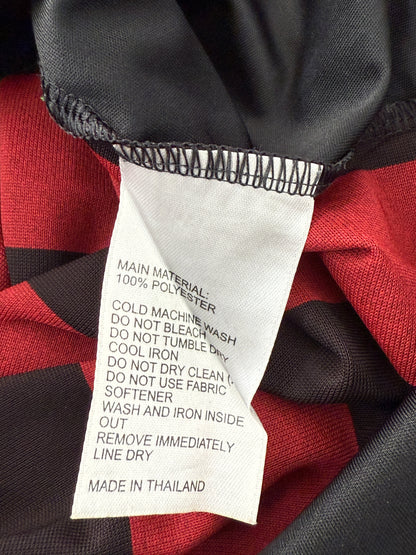 MAIN MATERIAL:
100% POLYESTER
COLD MACHINE WASH
DO NOT BLEACH
DO NOT TUMBLE DRY
COOL IRON
DO NOT DRY CLEAN (
DO NOT USE FABRIC
SOFTENER
WASH AND IRON INSIDE
OUT
REMOVE IMMEDIATELY
LINE DRY
MADE IN THAILAND